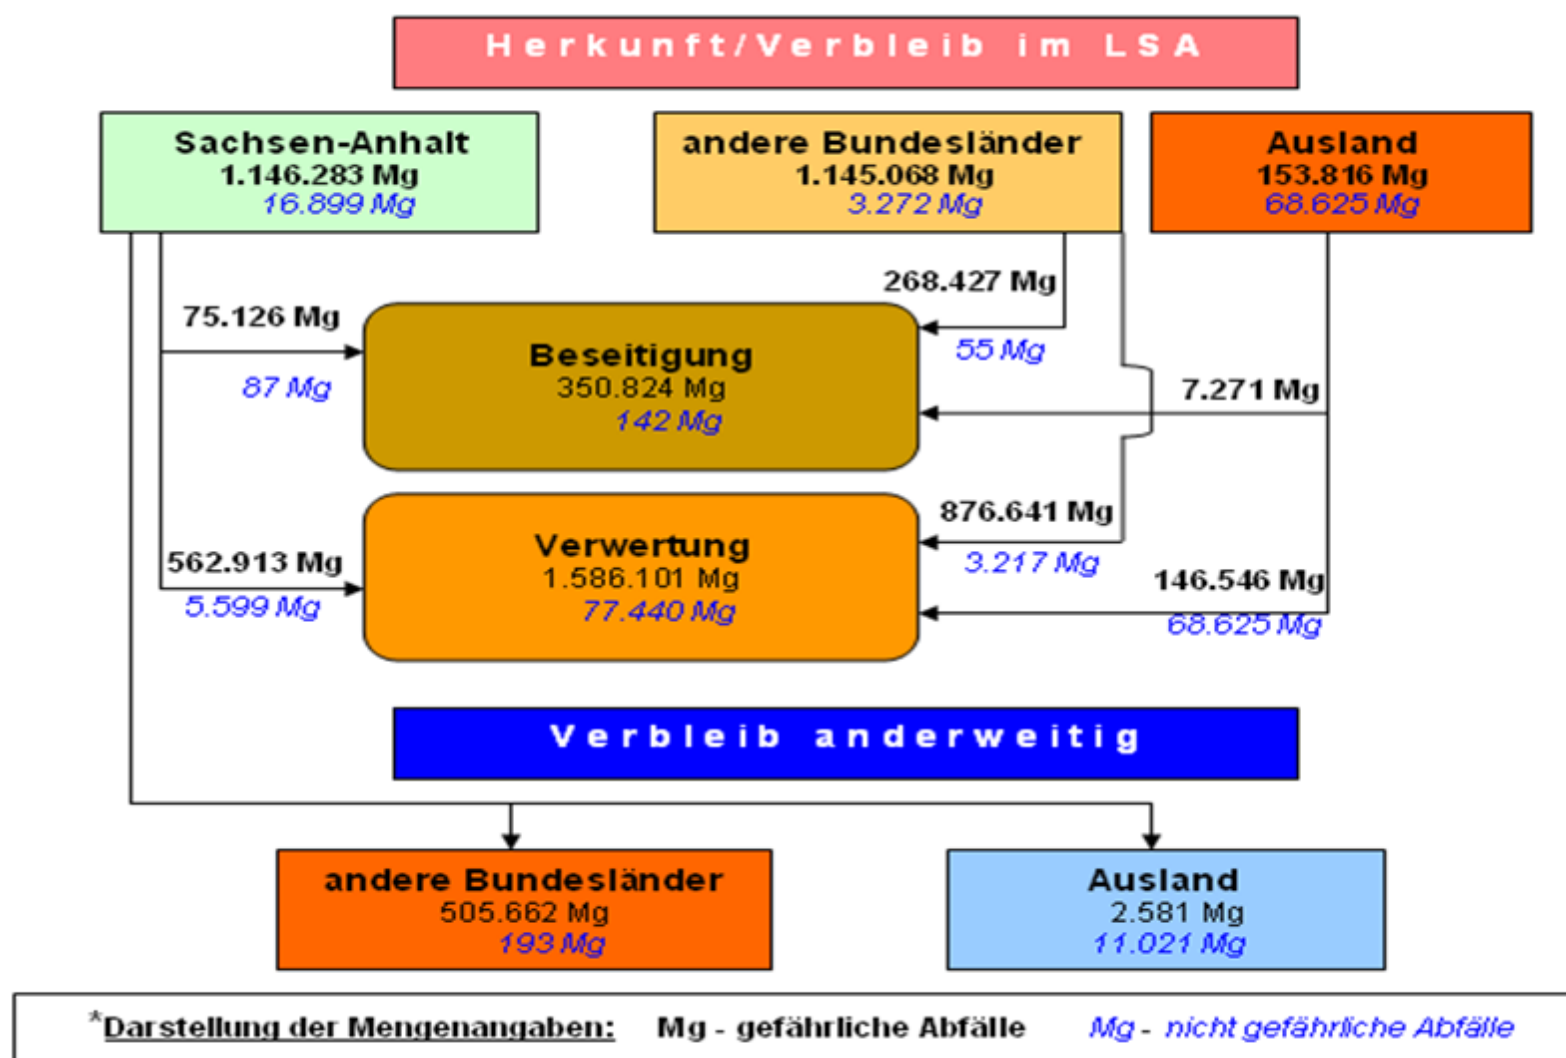 Herkunft/Verbleib im LSA
Sachsen-Anhalt
1.146.283 Mg
16.899 Mg
andere Bundesländer
1.145.068 Mg
3.272 Mg
Ausland
153.816 Mg
68.625 Mg
268.427 Mg
75.126 Mg
55 Mg
Beseitigung
350.824 Mg
142 Mg
87 Mg
7.271 Mg
876.641 Mg
Verwertung
1.586.101 Mg
77.440 Mg
562.913 Mg
3.217 Mg
5.599 Mg
146.546 Mg
68.625 Mg
Verbleib anderweitig
andere Bundesländer
505.662 Mg
193 Mg
Ausland
2.581 Mg
11.021 Mg
*Darstellung der Mengenangaben: Mg - gefährliche Abfälle Mg - nicht gefährliche Abfälle